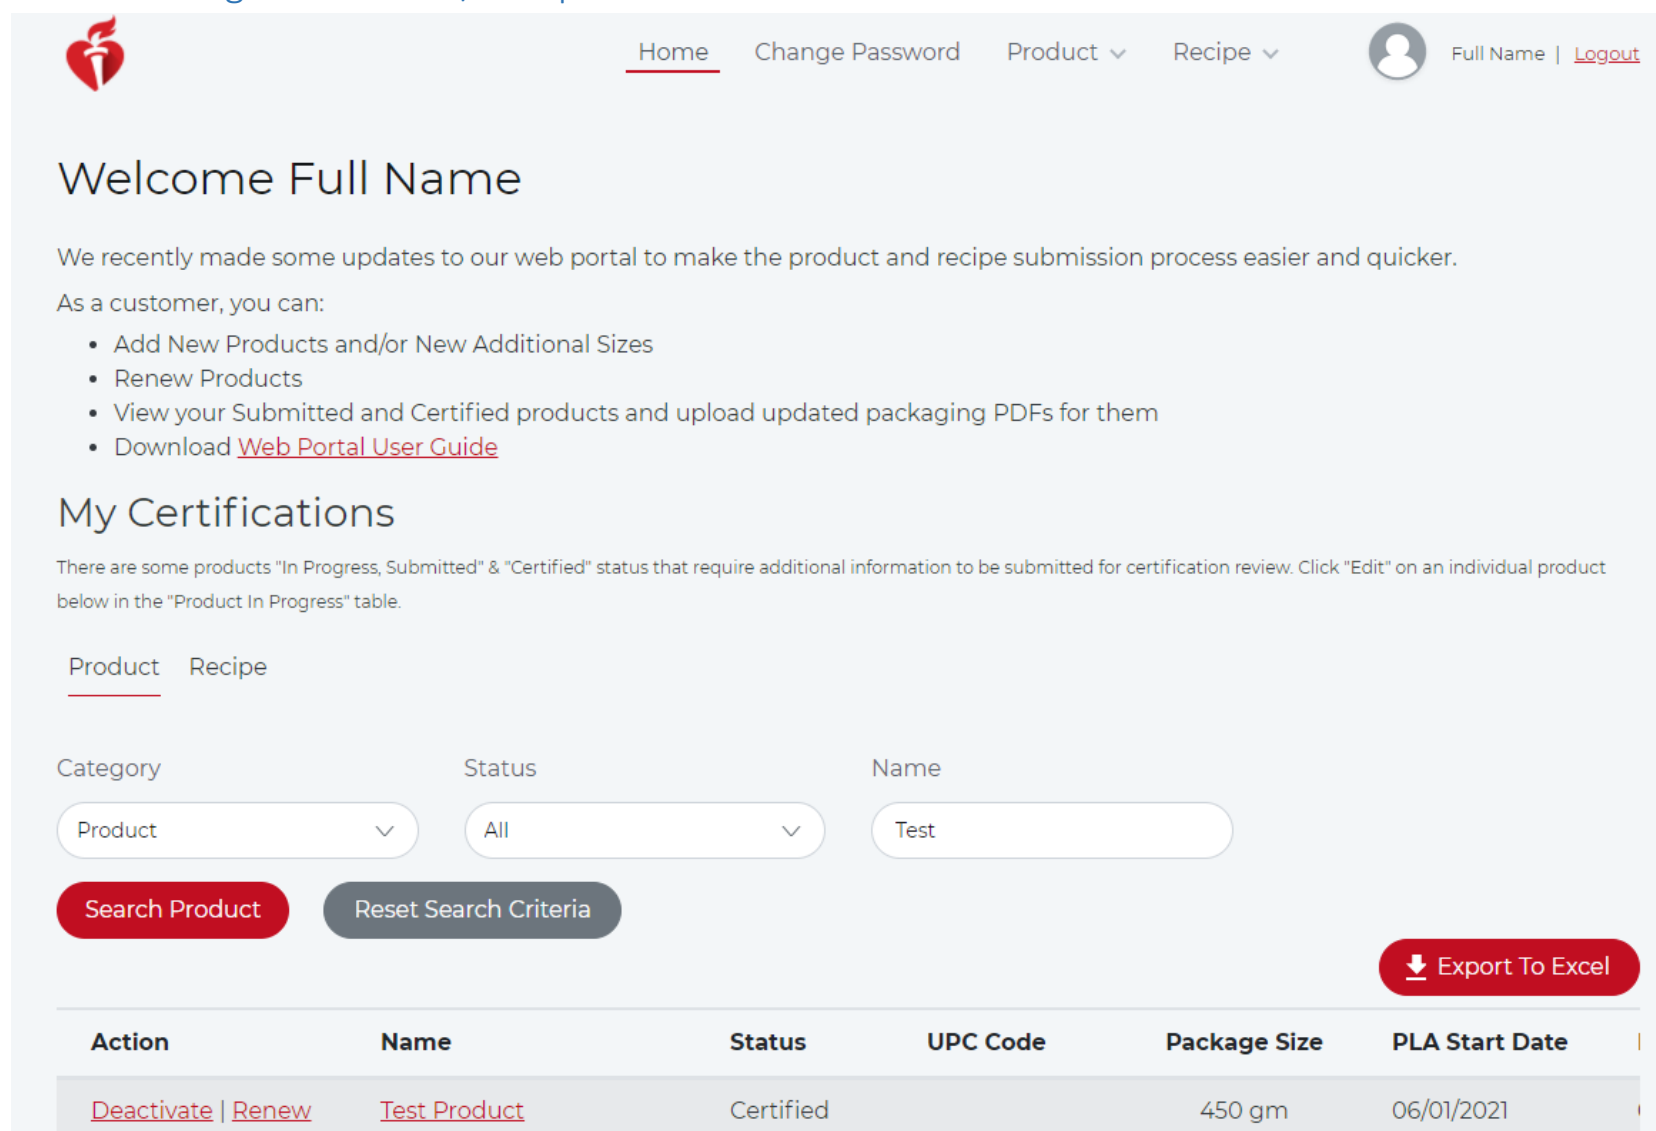 Home Change Password Product Recipe Full Name | Logout
Welcome Full Name
We recently made some updates to our web portal to make the product and recipe submission process easier and quicker.
As a customer, you can:
• Add New Products and/or New Additional Sizes
• Renew Products
• View your Submitted and Certified products and upload updated packaging PDFs for them
• Download Web Portal User Guide
My Certifications
There are some products "In Progress, Submitted" & "Certified" status that require additional information to be submitted for certification review. Click "Edit" on an individual product
below in the "Product In Progress" table.
Product Recipe
Category Status Name
Product All Test
Search Product Reset Search Criteria
Export To Excel
Action Name Status UPC Code Package Size PLA Start Date
Deactivate | Renew Test Product Certified 450 gm 06/01/2021